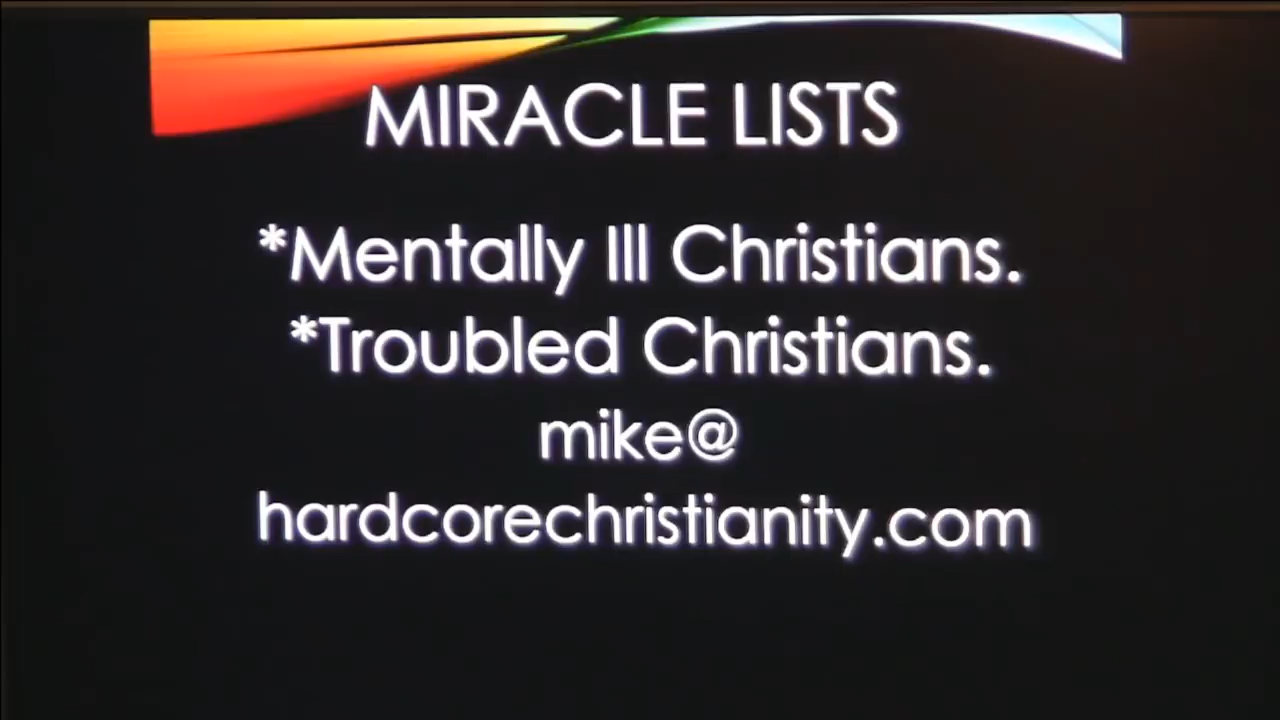 MIRACLE LISTS
*Mentally Ill Christians.
*Troubled Christians.
mike@
hardcorechristianity.com